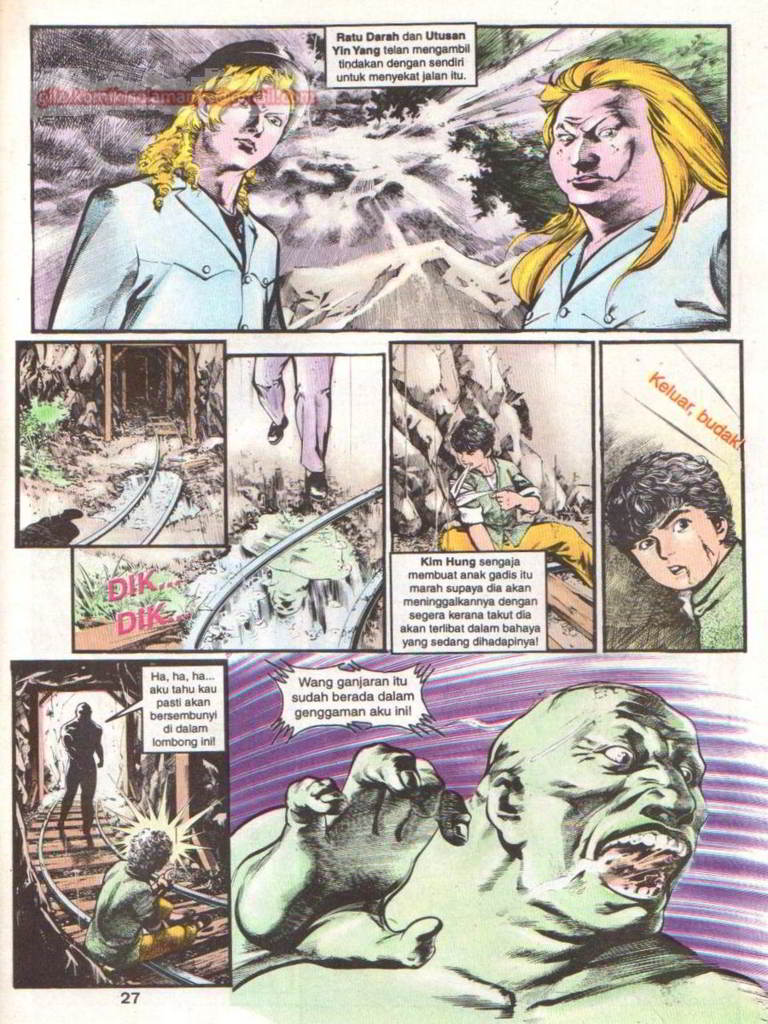 Ratu Darah dan Utusan
Yin Yang telan mengambil
tindakan dengan sendiri
untuk menyekat jalan itu.
Keluar, budak!
DIK...
DIK...
Kim Hung sengaja
membuat anak gadis itu
marah supaya dia akan
meninggalkannya dengan
segera kerana takut dia
akan terlibat dalam bahaya
yang sedang dihadapinya!
Ha, ha, ha...
aku tahu kau
pasti akan
bersembunyi
di dalam
lombong ini!
Wang ganjaran itu
sudah berada dalam
genggaman aku ini!
27